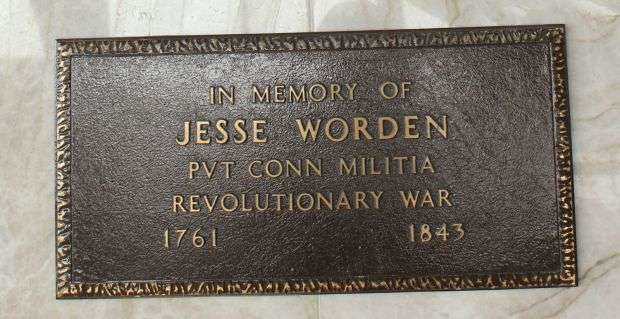 IN MEMORY OF
JESSE WORDEN
PVT CONN MILITIA
REVOLUTIONARY WAR
1761 1843